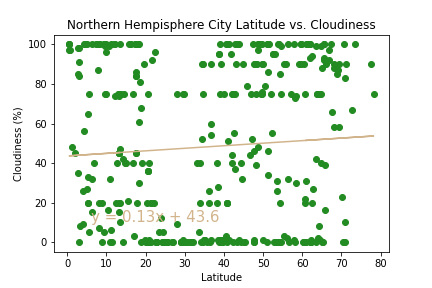 Northern Hempisphere City Latitude vs. Cloudiness
100
80
60
40
20
0
Cloudiness (%)
y = 0.13x + 43.6
0 10 20 30 40 50 60 70 80
Latitude